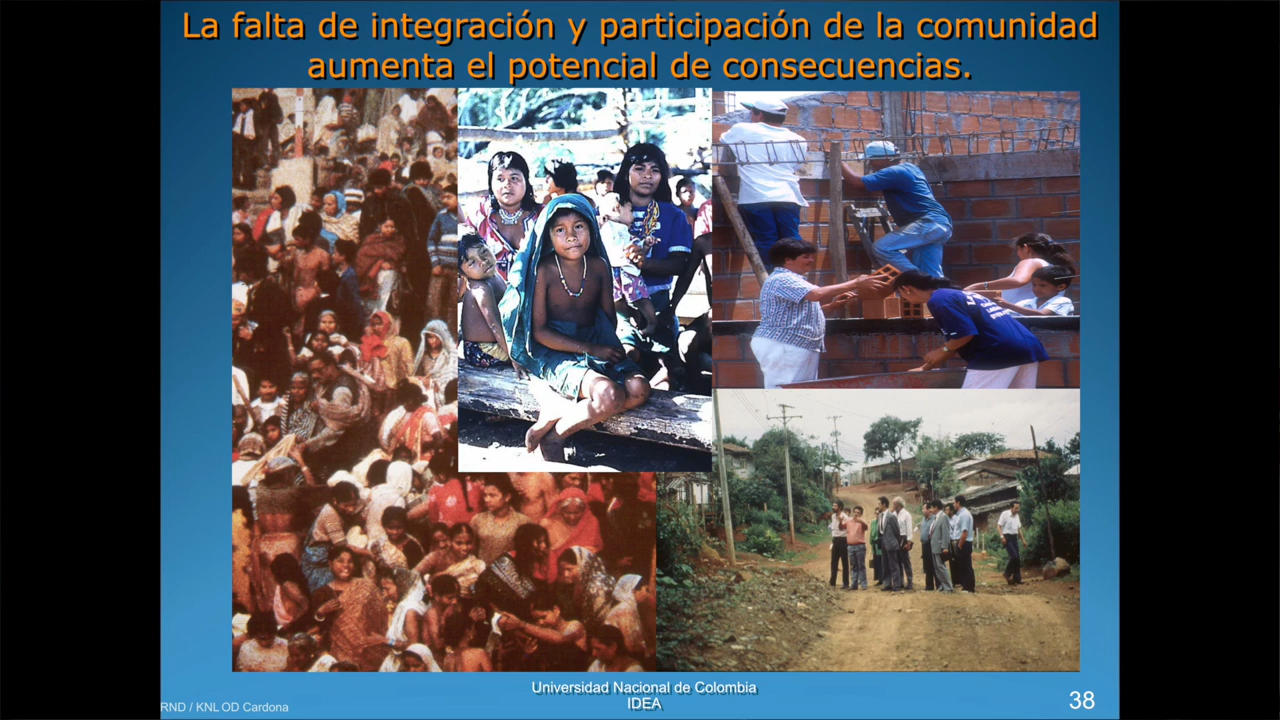 La falta de integración y participación de la comunidad
aumenta el potencial de consecuencias.
Universidad Nacional de Colombia
IDEA
RND / KNL OD Cardona
38